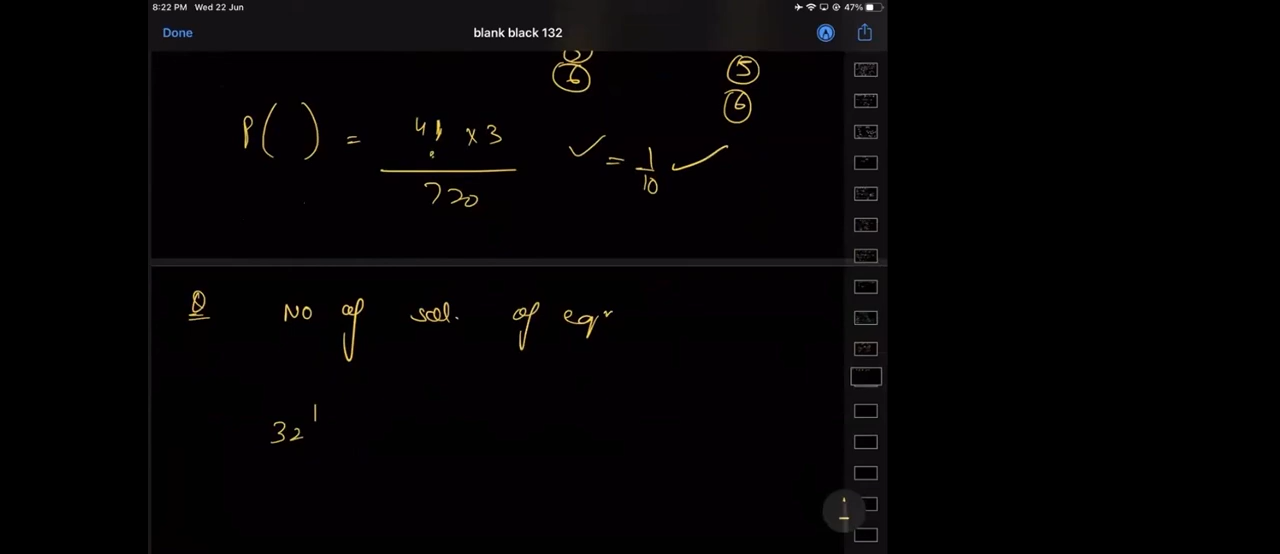 8:22 PM Wed 22 Jun 47%
Done blank black 132
6 5
6
P( ) = 4! × 3 / 720 = 1/10
Q No of sol. of eqn
32